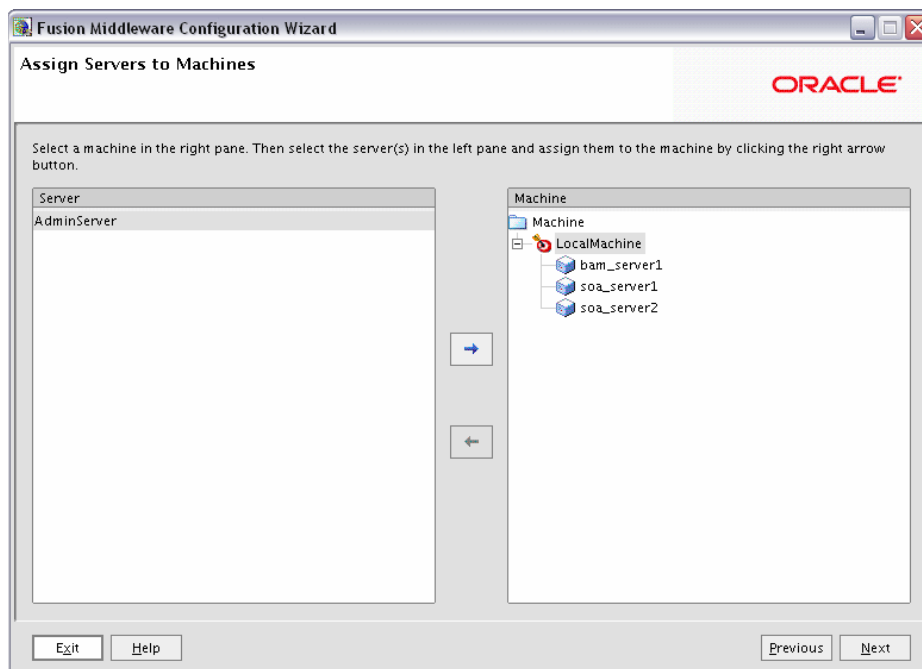 Fusion Middleware Configuration Wizard
Assign Servers to Machines
ORACLE
Select a machine in the right pane. Then select the server(s) in the left pane and assign them to the machine by clicking the right arrow
button.
Server
AdminServer
Machine
Machine
LocalMachine
bam_server1
soa_server1
soa_server2
Exit
Help
Previous
Next